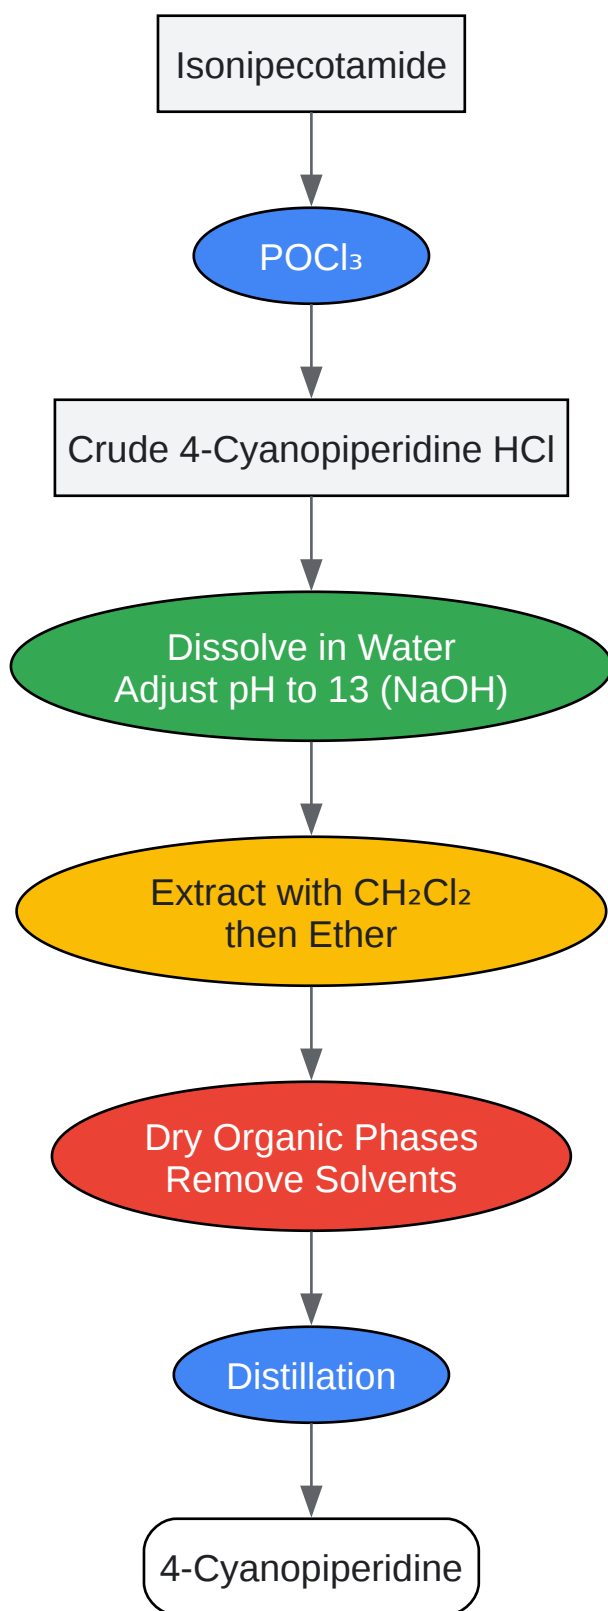 Isonipecotamide
POCl₃
Crude 4-Cyanopiperidine HCl
Dissolve in Water
Adjust pH to 13 (NaOH)
Extract with CH₂Cl₂
then Ether
Dry Organic Phases
Remove Solvents
Distillation
4-Cyanopiperidine